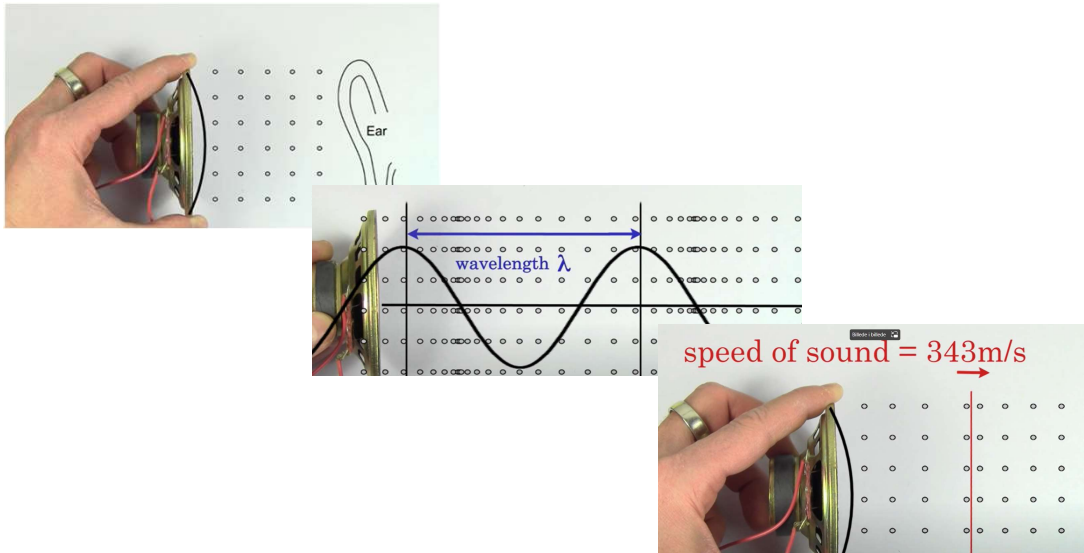 Ear
wavelength λ
Billede i billede
speed of sound = 343m/s